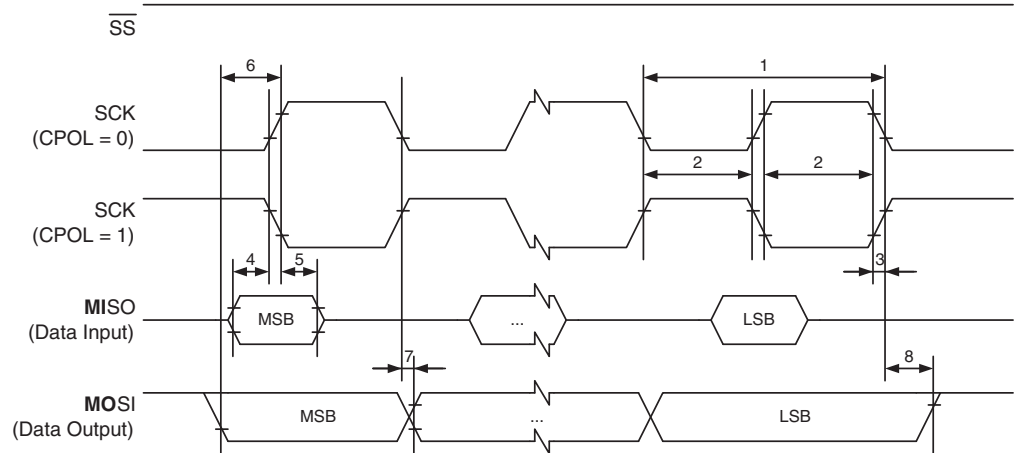 SS
6
1
SCK
(CPOL = 0)
2
2
SCK
(CPOL = 1)
4
5
3
MISO
(Data Input)
MSB
...
LSB
7
8
MOSI
(Data Output)
MSB
...
LSB